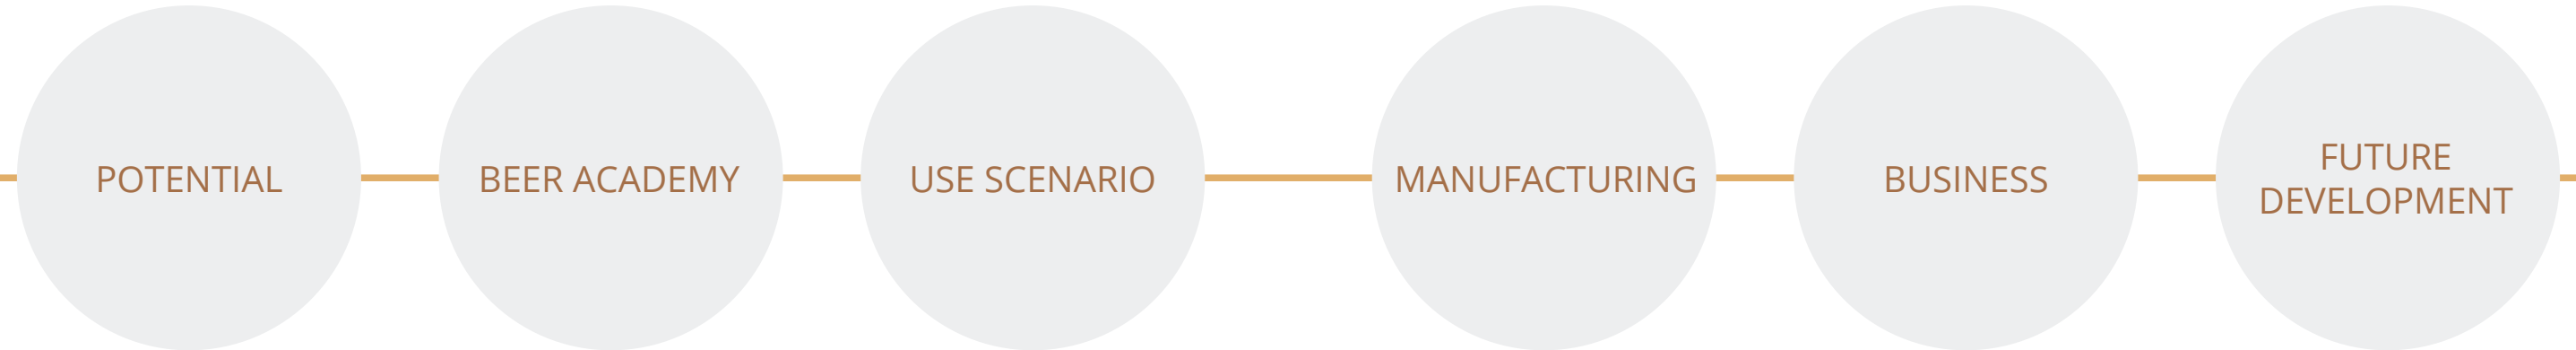 POTENTIAL
BEER ACADEMY
USE SCENARIO
MANUFACTURING
BUSINESS
FUTURE
DEVELOPMENT